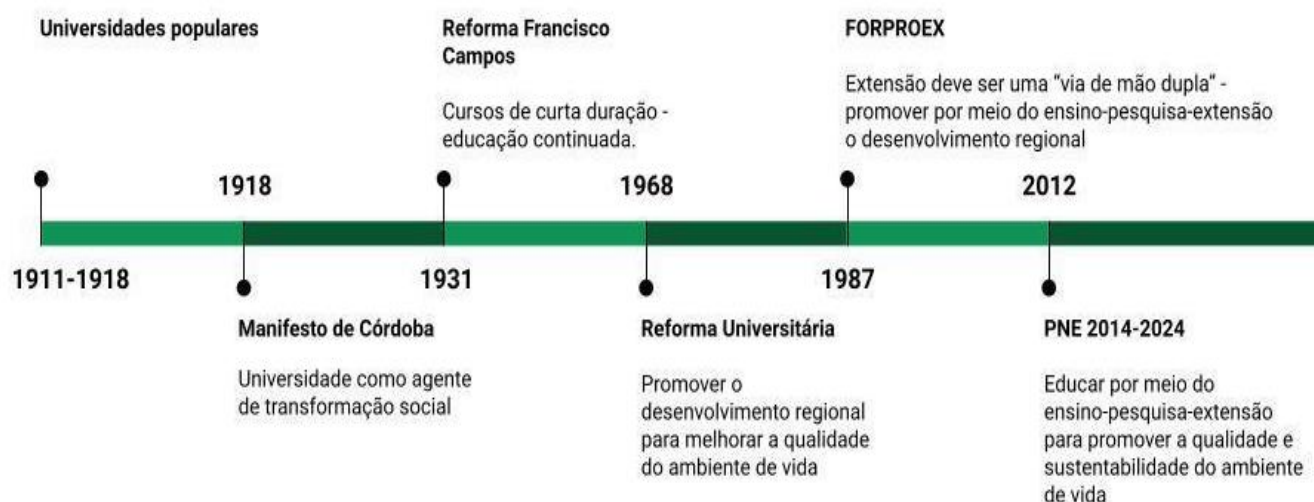 Universidades populares
Reforma Francisco
Campos
Cursos de curta duração -
educação continuada.
FORPROEX
Extensão deve ser uma “via de mão dupla“ -
promover por meio do ensino-pesquisa-extensão
o desenvolvimento regional
1918
1968
2012
1911-1918
1931
1987
Manifesto de Córdoba
Universidade como agente
de transformação social
Reforma Universitária
Promover o
desenvolvimento regional
para melhorar a qualidade
do ambiente de vida
PNE 2014-2024
Educar por meio do
ensino-pesquisa-extensão
para promover a qualidade e
sustentabilidade do ambiente
de vida